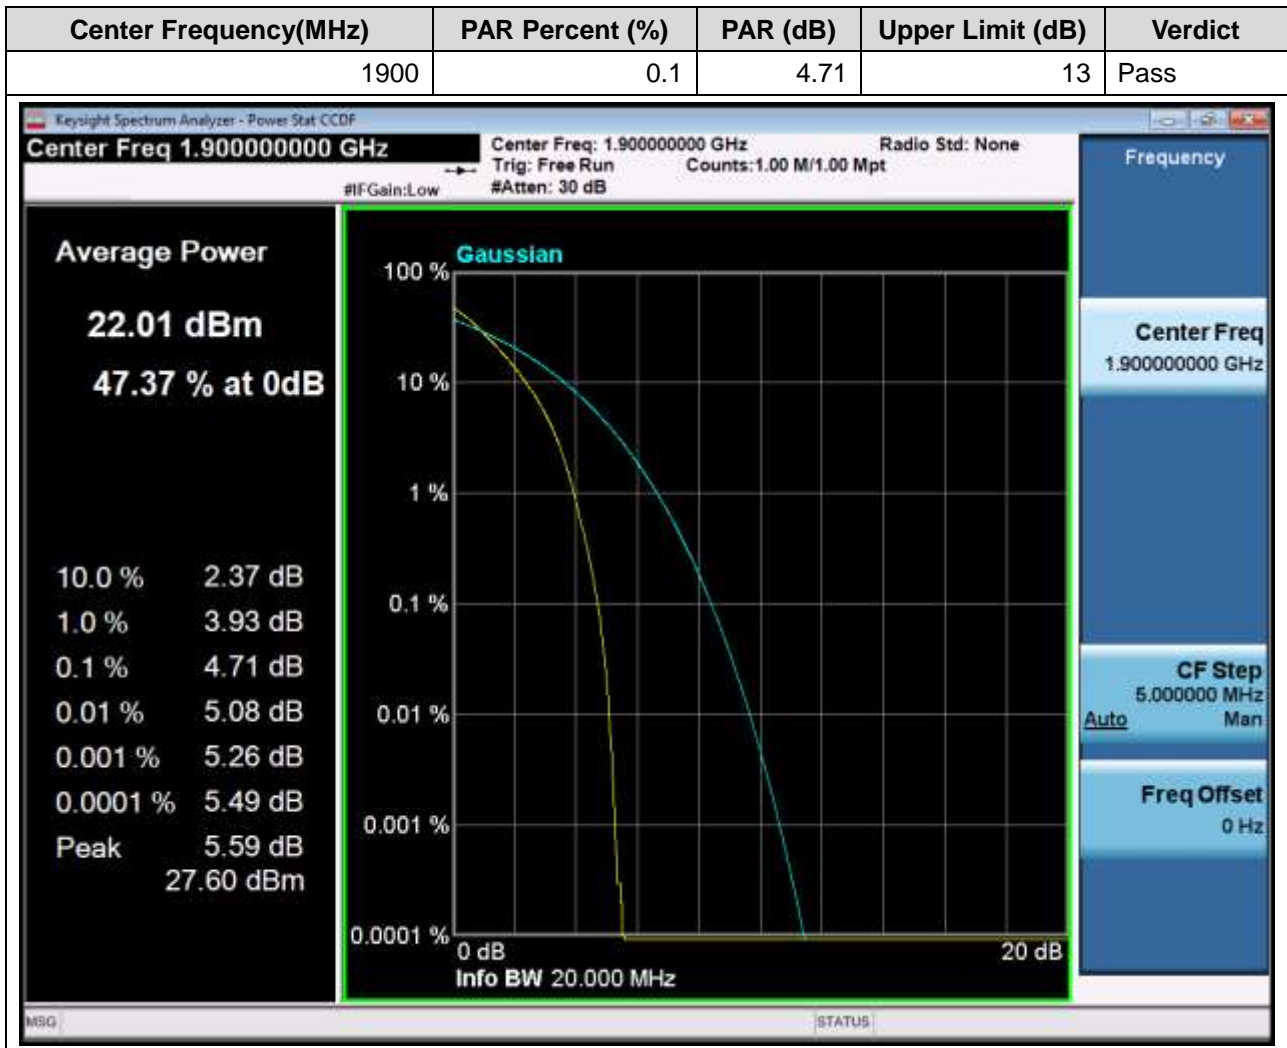 Center Frequency(MHz) PAR Percent (%) PAR (dB) Upper Limit (dB) Verdict
1900 0.1 4.71 13 Pass
Keysight Spectrum Analyzer - Power Stat CCDF
Center Freq 1.900000000 GHz
#IFGain:Low
Center Freq: 1.900000000 GHz Radio Std: None
Trig: Free Run Counts:1.00 M/1.00 Mpt
#Atten: 30 dB
Average Power
22.01 dBm
47.37 % at 0dB
10.0 % 2.37 dB
1.0 % 3.93 dB
0.1 % 4.71 dB
0.01 % 5.08 dB
0.001 % 5.26 dB
0.0001 % 5.49 dB
Peak 5.59 dB
27.60 dBm
Gaussian
100 %
10 %
1 %
0.1 %
0.01 %
0.001 %
0.0001 %
0 dB 20 dB
Info BW 20.000 MHz
Frequency
Center Freq
1.900000000 GHz
CF Step
5.000000 MHz
Auto Man
Freq Offset
0 Hz
MSG STATUS